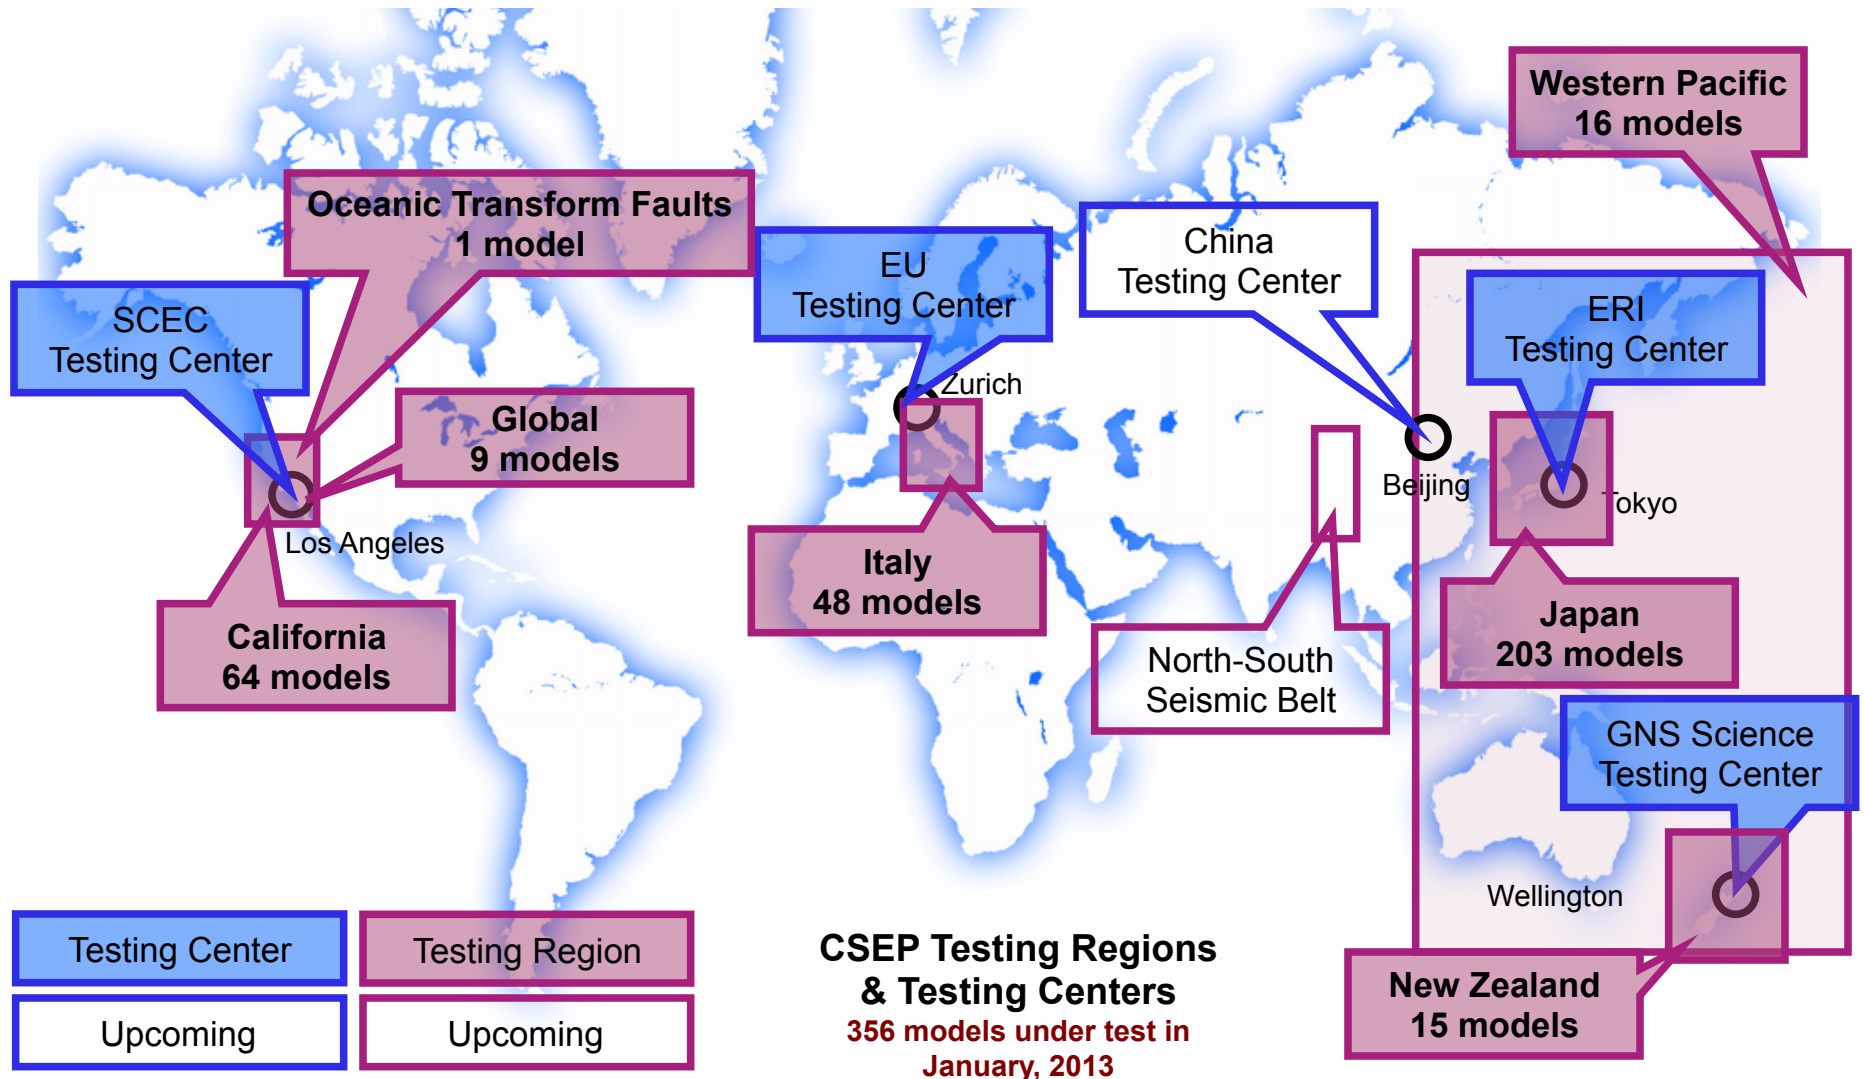 Western Pacific
16 models
Oceanic Transform Faults
1 model
China
Testing Center
EU
Testing Center
SCEC
Testing Center
ERI
Testing Center
Zurich
Global
9 models
Beijing
Tokyo
Los Angeles
Italy
48 models
California
64 models
North-South
Seismic Belt
Japan
203 models
GNS Science
Testing Center
Wellington
Testing Center
Testing Region
Upcoming
Upcoming
CSEP Testing Regions
& Testing Centers
356 models under test in
January, 2013
New Zealand
15 models